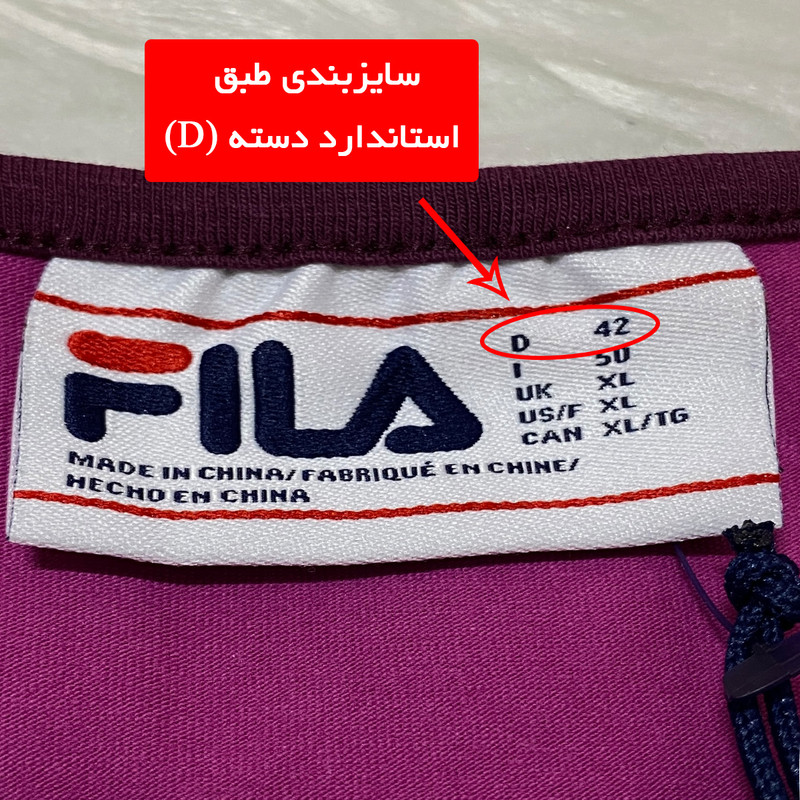 سایزبندی طبق
استاندارد دسته (D)
FILA
D 42
I 50
UK XL
US/F XL
CAN XL/TG
MADE IN CHINA/FABRIQUÉ EN CHINE/
HECHO EN CHINA